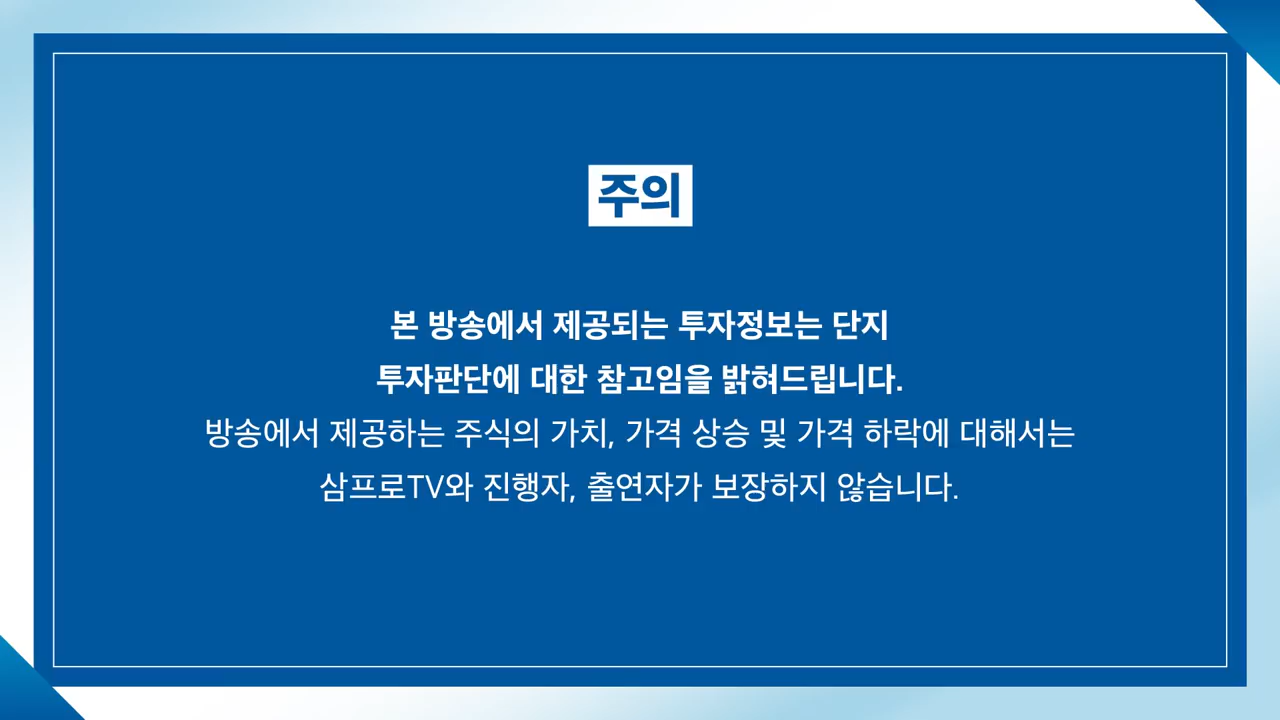 주의
본 방송에서 제공되는 투자정보는 단지
투자판단에 대한 참고임을 밝혀드립니다.
방송에서 제공하는 주식의 가치, 가격 상승 및 가격 하락에 대해서는
삼프로TV와 진행자, 출연자가 보장하지 않습니다.